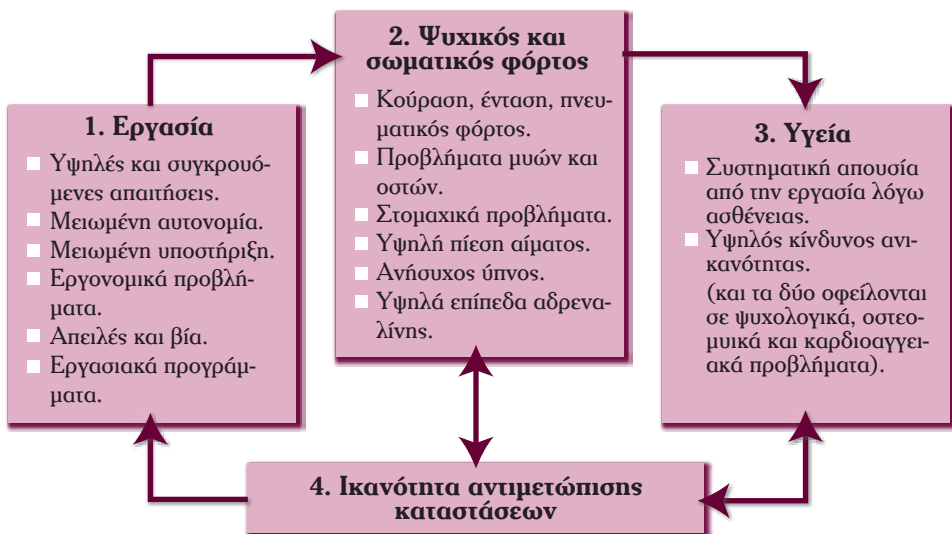 1. Εργασία
Υψηλές και συγκρουό-
μενες απαιτήσεις.
Μειωμένη αυτονομία.
Μειωμένη υποστήριξη.
Εργονομικά προβλή-
ματα.
Απειλές και βία.
Εργασιακά προγράμ-
ματα.
2. Ψυχικός και
σωματικός φόρτος
Κούραση, ένταση, πνευ-
ματικός φόρτος.
Προβλήματα μυών και
οστών.
Στομαχικά προβλήματα.
Υψηλή πίεση αίματος.
Ανήσυχος ύπνος.
Υψηλά επίπεδα αδρενα-
λίνης.
3. Υγεία
Συστηματική απουσία
από την εργασία λόγω
ασθένειας.
Υψηλός κίνδυνος ανι-
κανότητας.
(και τα δύο οφείλονται
σε ψυχολογικά, οστεο-
μυικά και καρδιοαγγει-
ακά προβλήματα).
4. Ικανότητα αντιμετώπισης
καταστάσεων